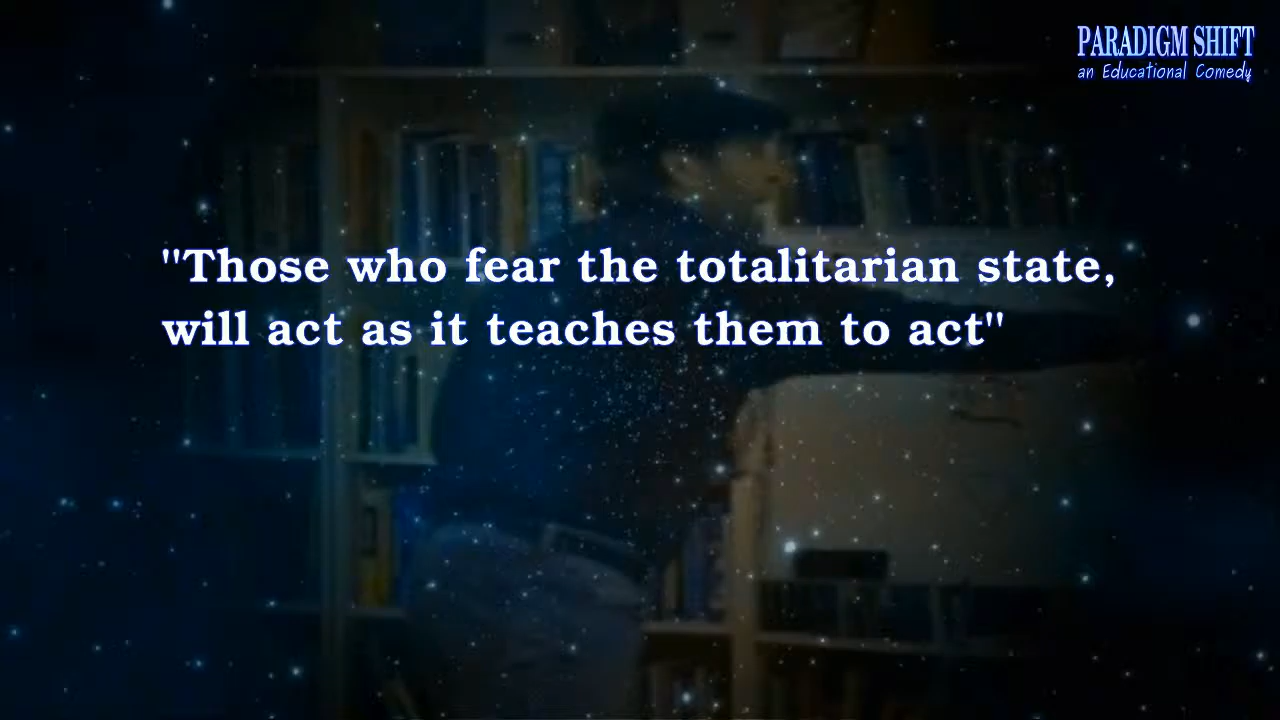 PARADIGM SHIFT
an Educational Comedy
"Those who fear the totalitarian state,
will act as it teaches them to act"